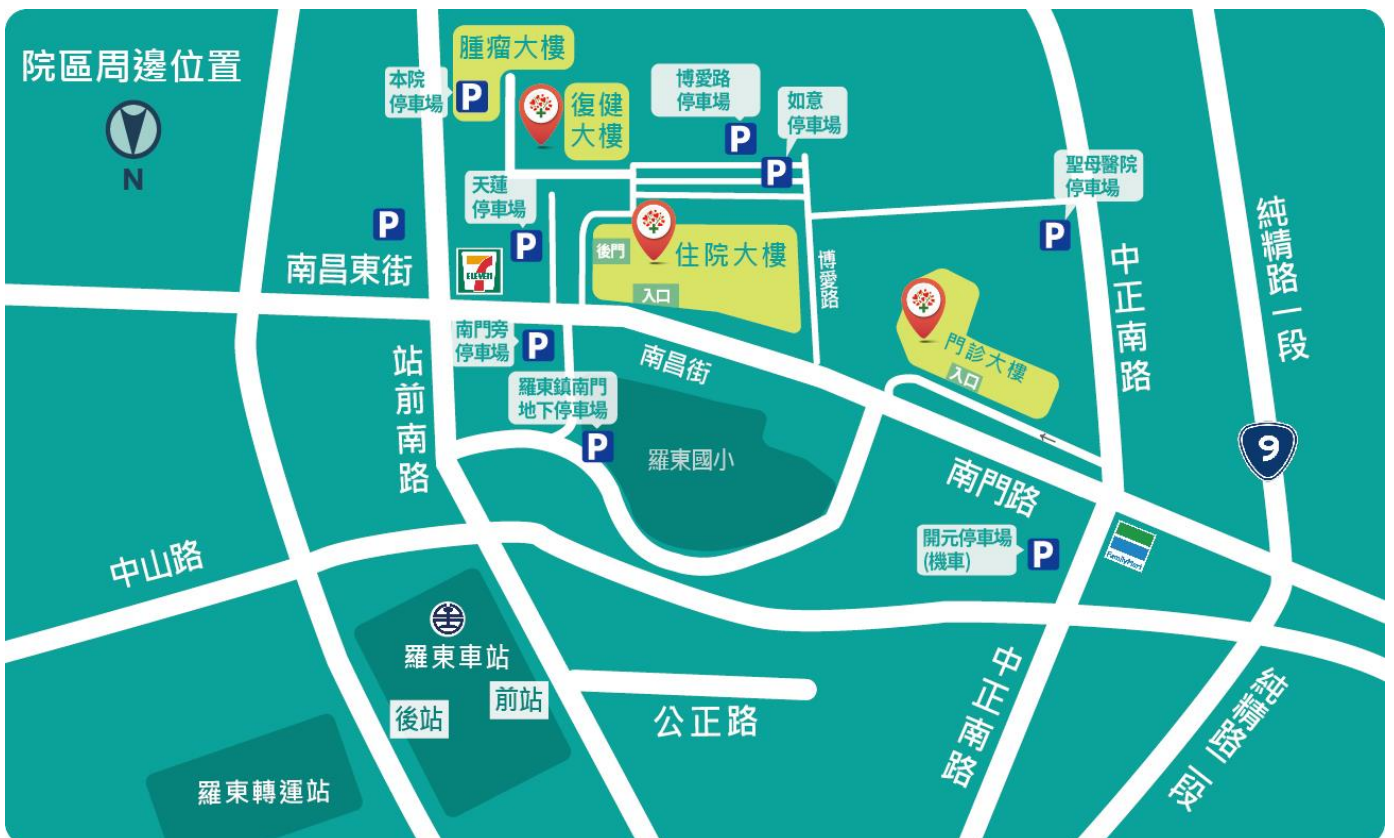 院區周邊位置
N
腫瘤大樓
本院
停車場
P
復健
大樓
博愛路
停車場
P
如意
停車場
P
聖母醫院
停車場
P
天蓮
停車場
P
P
南昌東街
7
ELEVEn
後門
住院大樓
入口
博愛路
門診大樓
入口
中正南路
純精路一段
9
南門旁
停車場
P
南昌街
站前南路
羅東鎮南門
地下停車場
P
羅東國小
南門路
開元停車場
(機車)
P
FamilyMart
中山路
羅東車站
前站
後站
公正路
中正南路
純精路二段
羅東轉運站